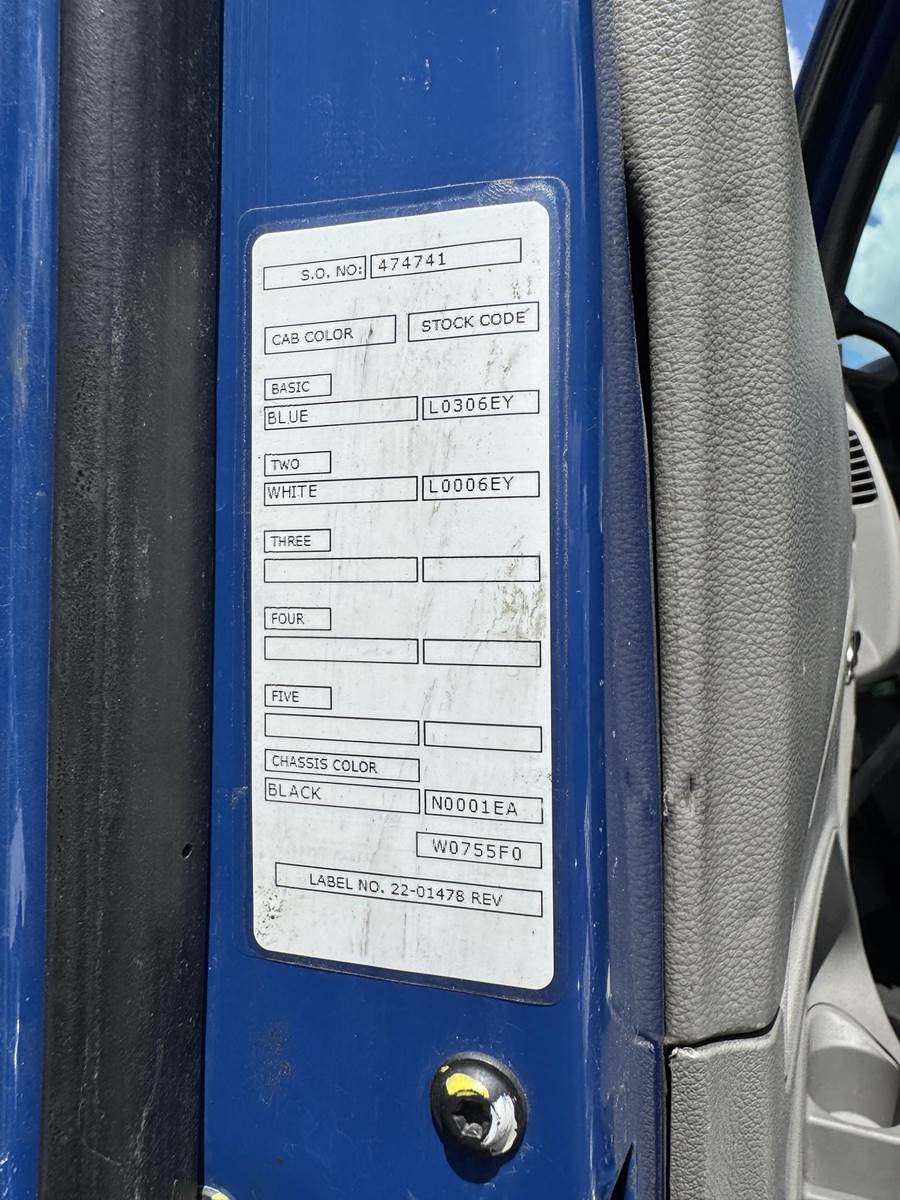 S.O. NO: 474741
CAB COLOR STOCK CODE
BASIC
BLUE L0306EY
TWO
WHITE L0006EY
THREE
FOUR
FIVE
CHASSIS COLOR
BLACK N0001EA
W0755F0
LABEL NO. 22-01478 REV